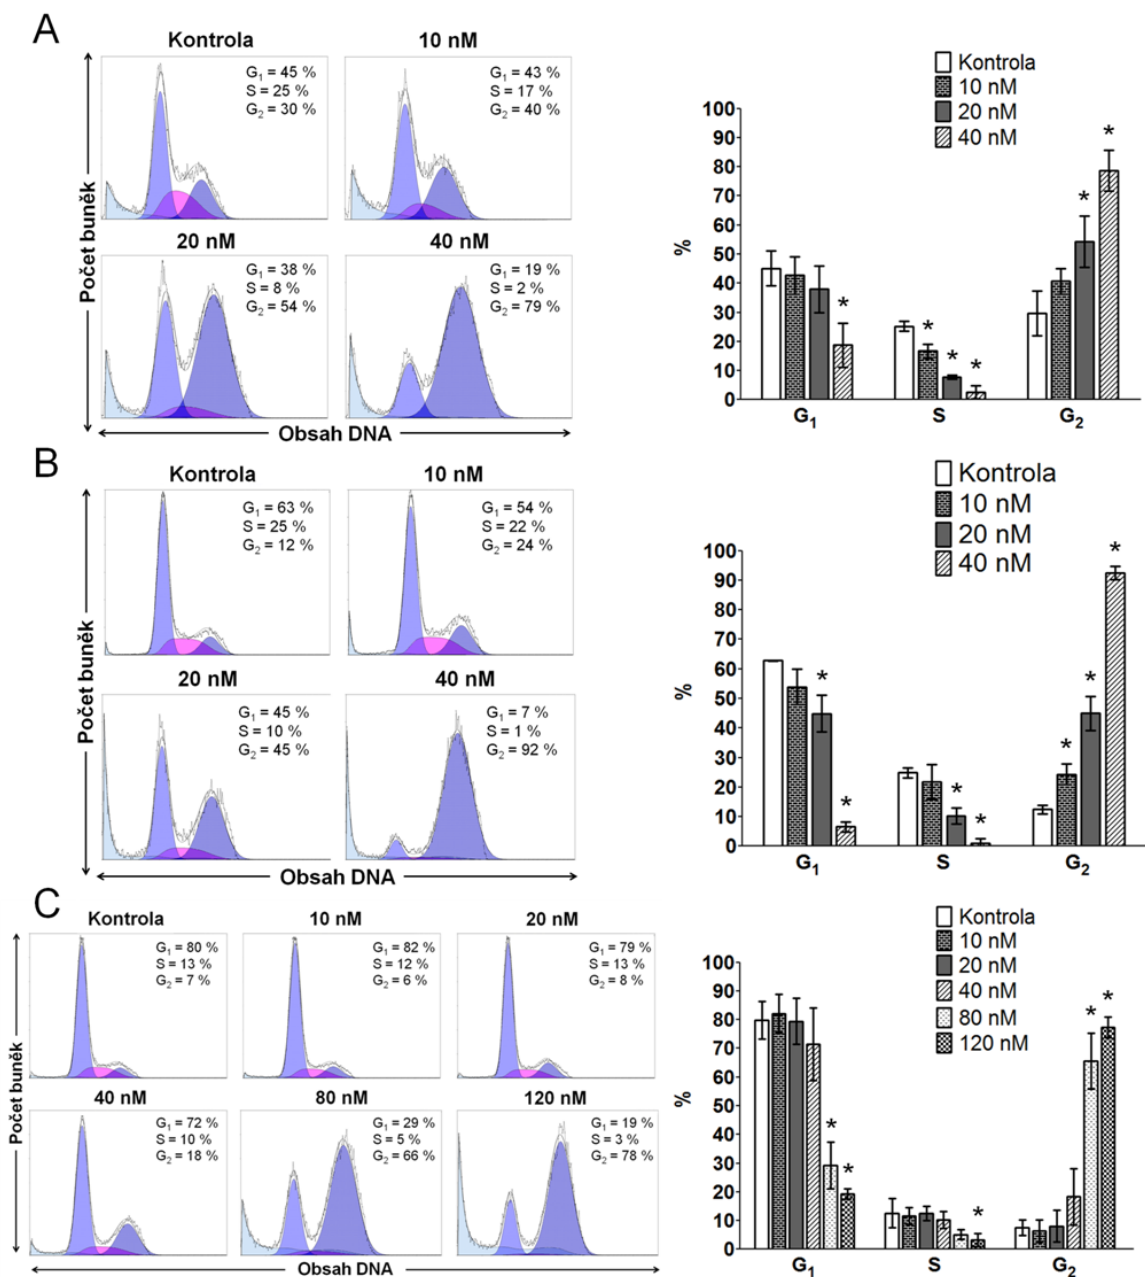 A
Kontrola
G₁ = 45 %
S = 25 %
G₂ = 30 %
10 nM
G₁ = 43 %
S = 17 %
G₂ = 40 %
20 nM
G₁ = 38 %
S = 8 %
G₂ = 54 %
40 nM
G₁ = 19 %
S = 2 %
G₂ = 79 %
Počet buněk
Obsah DNA
Kontrola
10 nM
20 nM
40 nM
100
90
80
70
60
50
40
30
20
10
0
%
* * * * * *
G₁ S G₂
B
Kontrola
G₁ = 63 %
S = 25 %
G₂ = 12 %
10 nM
G₁ = 54 %
S = 22 %
G₂ = 24 %
20 nM
G₁ = 45 %
S = 10 %
G₂ = 45 %
40 nM
G₁ = 7 %
S = 1 %
G₂ = 92 %
Počet buněk
Obsah DNA
Kontrola
10 nM
20 nM
40 nM
100
90
80
70
60
50
40
30
20
10
0
%
* * * * * * *
G₁ S G₂
C
Kontrola
G₁ = 80 %
S = 13 %
G₂ = 7 %
10 nM
G₁ = 82 %
S = 12 %
G₂ = 6 %
20 nM
G₁ = 79 %
S = 13 %
G₂ = 8 %
40 nM
G₁ = 72 %
S = 10 %
G₂ = 18 %
80 nM
G₁ = 29 %
S = 5 %
G₂ = 66 %
120 nM
G₁ = 19 %
S = 3 %
G₂ = 78 %
Počet buněk
Obsah DNA
Kontrola
10 nM
20 nM
40 nM
80 nM
120 nM
100
90
80
70
60
50
40
30
20
10
0
%
* * * * *
G₁ S G₂